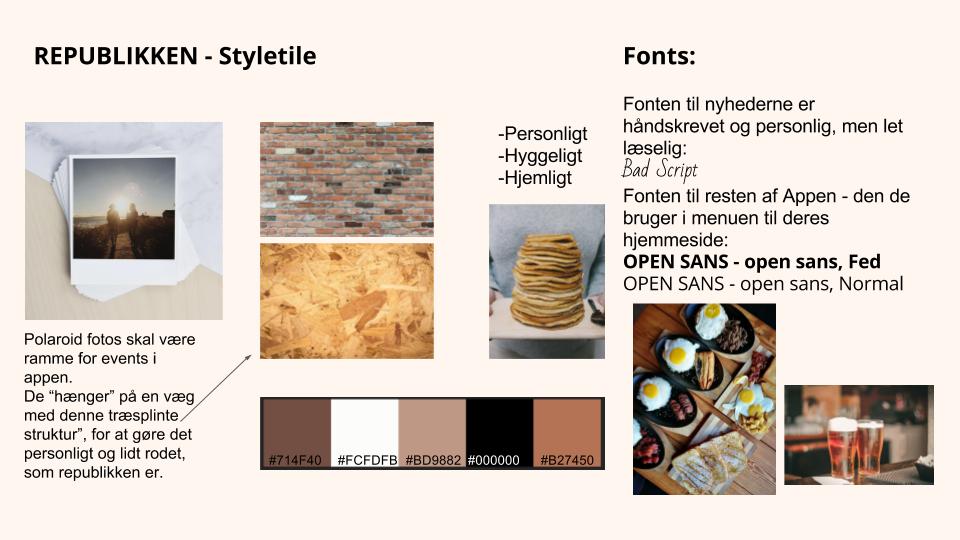 REPUBLIKKEN - Styletile
Polaroid fotos skal være
ramme for events i
appen.
De “hænger” på en væg
med denne træsplinte
struktur”, for at gøre det
personligt og lidt rodet,
som republikken er.
-Personligt
-Hyggeligt
-Hjemligt
#714F40
#FCFDFB
#BD9882
#000000
#B27450
Fonts:
Fonten til nyhederne er
håndskrevet og personlig, men let
læselig:
Bad Script
Fonten til resten af Appen - den de
bruger i menuen til deres
hjemmeside:
OPEN SANS - open sans, Fed
OPEN SANS - open sans, Normal